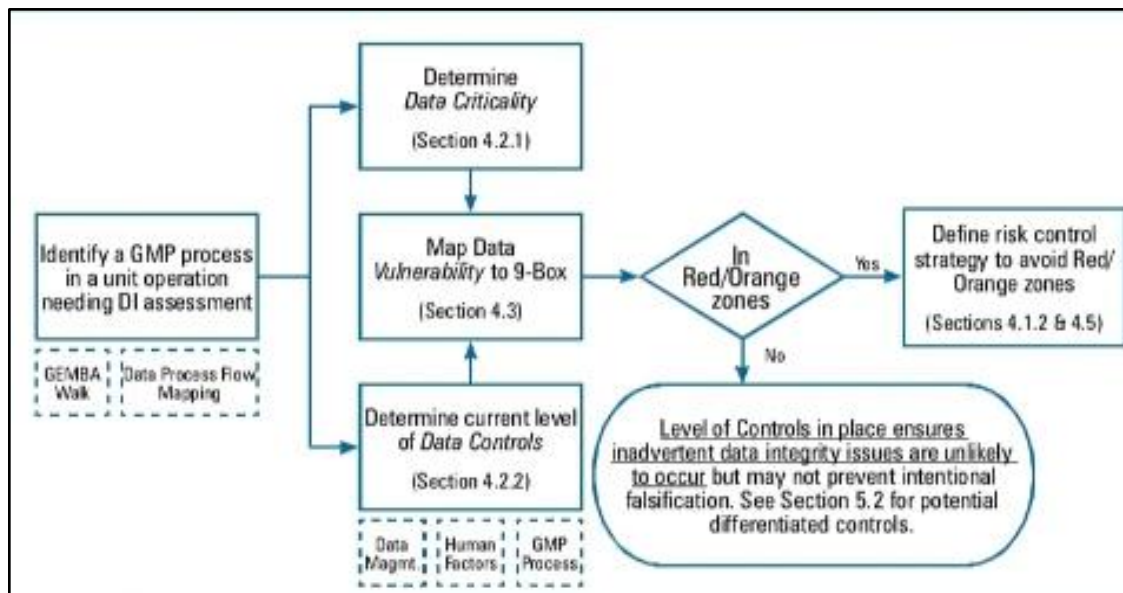 Determine
Data Criticality
(Section 4.2.1)
Identify a GMP process
in a unit operation
needing DI assessment
GEMBA
Walk
Data Process Flow
Mapping
Map Data
Vulnerability to 9-Box
(Section 4.3)
In
Red/Orange
zones
Yes
Define risk control
strategy to avoid Red/
Orange zones
(Sections 4.1.2 & 4.5)
No
Determine current level
of Data Controls
(Section 4.2.2)
Data
Magmt.
Human
Factors
GMP
Process
Level of Controls in place ensures
inadvertent data integrity issues are unlikely
to occur but may not prevent intentional
falsification. See Section 5.2 for potential
differentiated controls.